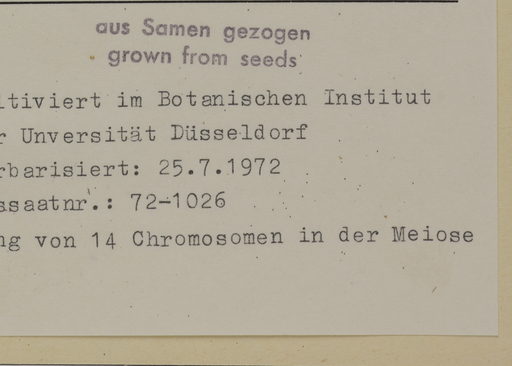 aus Samen gezogen
grown from seeds
ltiviert im Botanischen Institut
r Unversität Düsseldorf
rbarisiert: 25.7.1972
ssaatnr.: 72-1026
ng von 14 Chromosomen in der Meiose